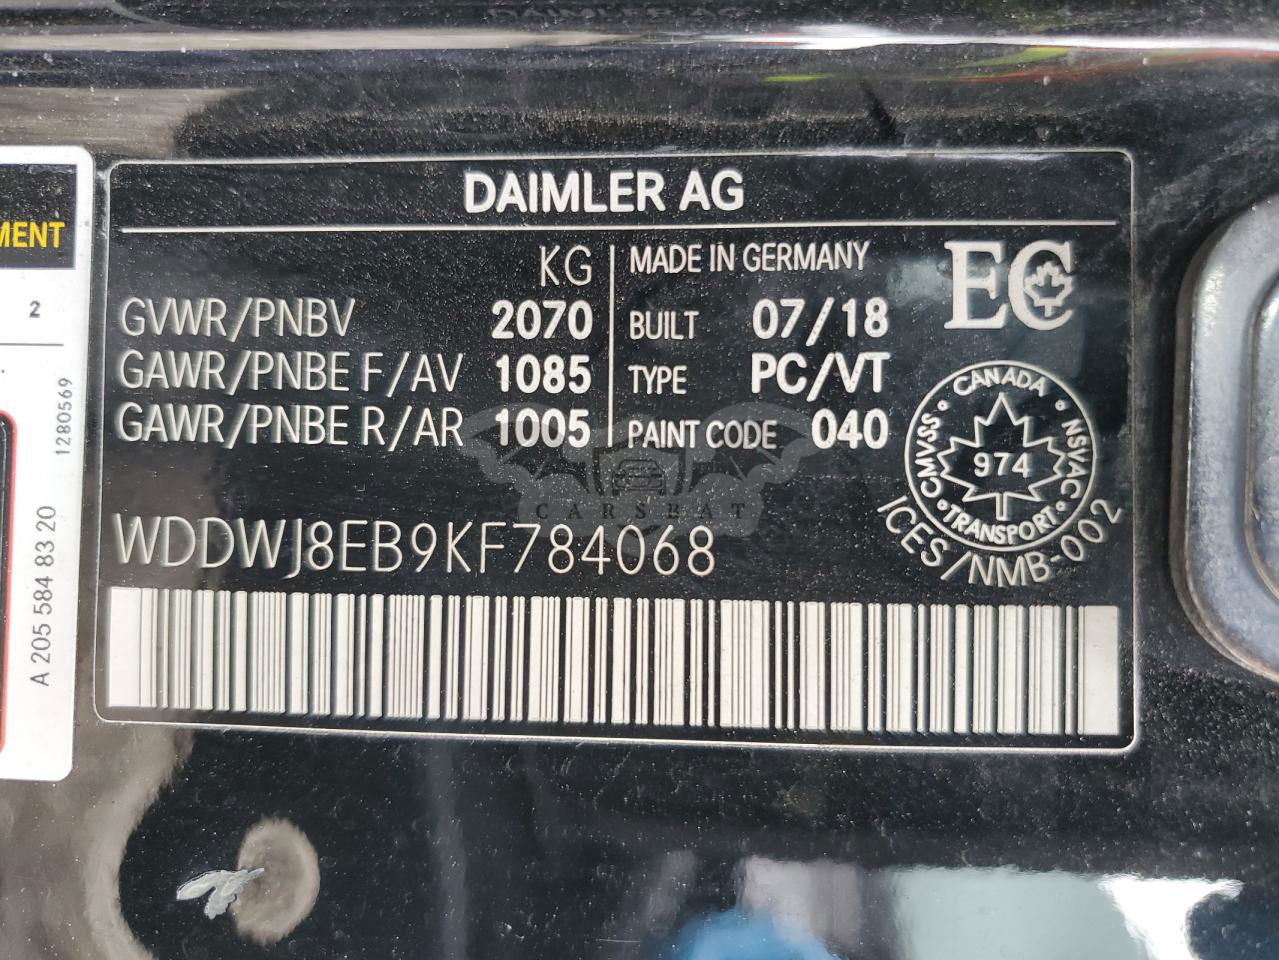 DAIMLER AG
DAIMLER AG
KG
GVWR/PNBV 2070
GAWR/PNBE F/AV 1085
GAWR/PNBE R/AR 1005
MADE IN GERMANY
BUILT 07/18
TYPE PC/VT
PAINT CODE 040
EC
CANADA
CMVSS NSVAC
974
TRANSPORT
ICES/NMB-002
WDDWJ8EB9KF784068
CARSBAT
MENT
2
1280569
A 205 584 83 20